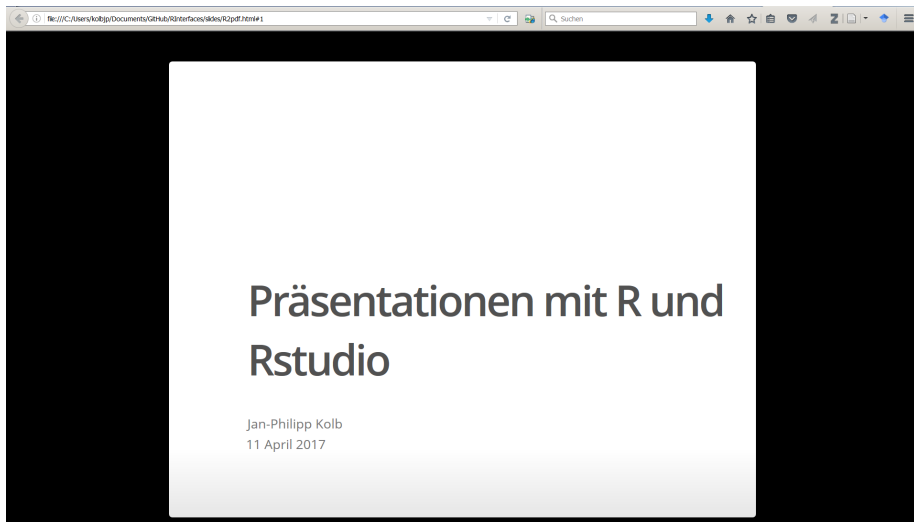 file:///C:/Users/kolbjp/Documents/GitHub/RInterfaces/slides/R2pdf.html#1
Suchen
Präsentationen mit R und
Rstudio
Jan-Philipp Kolb
11 April 2017